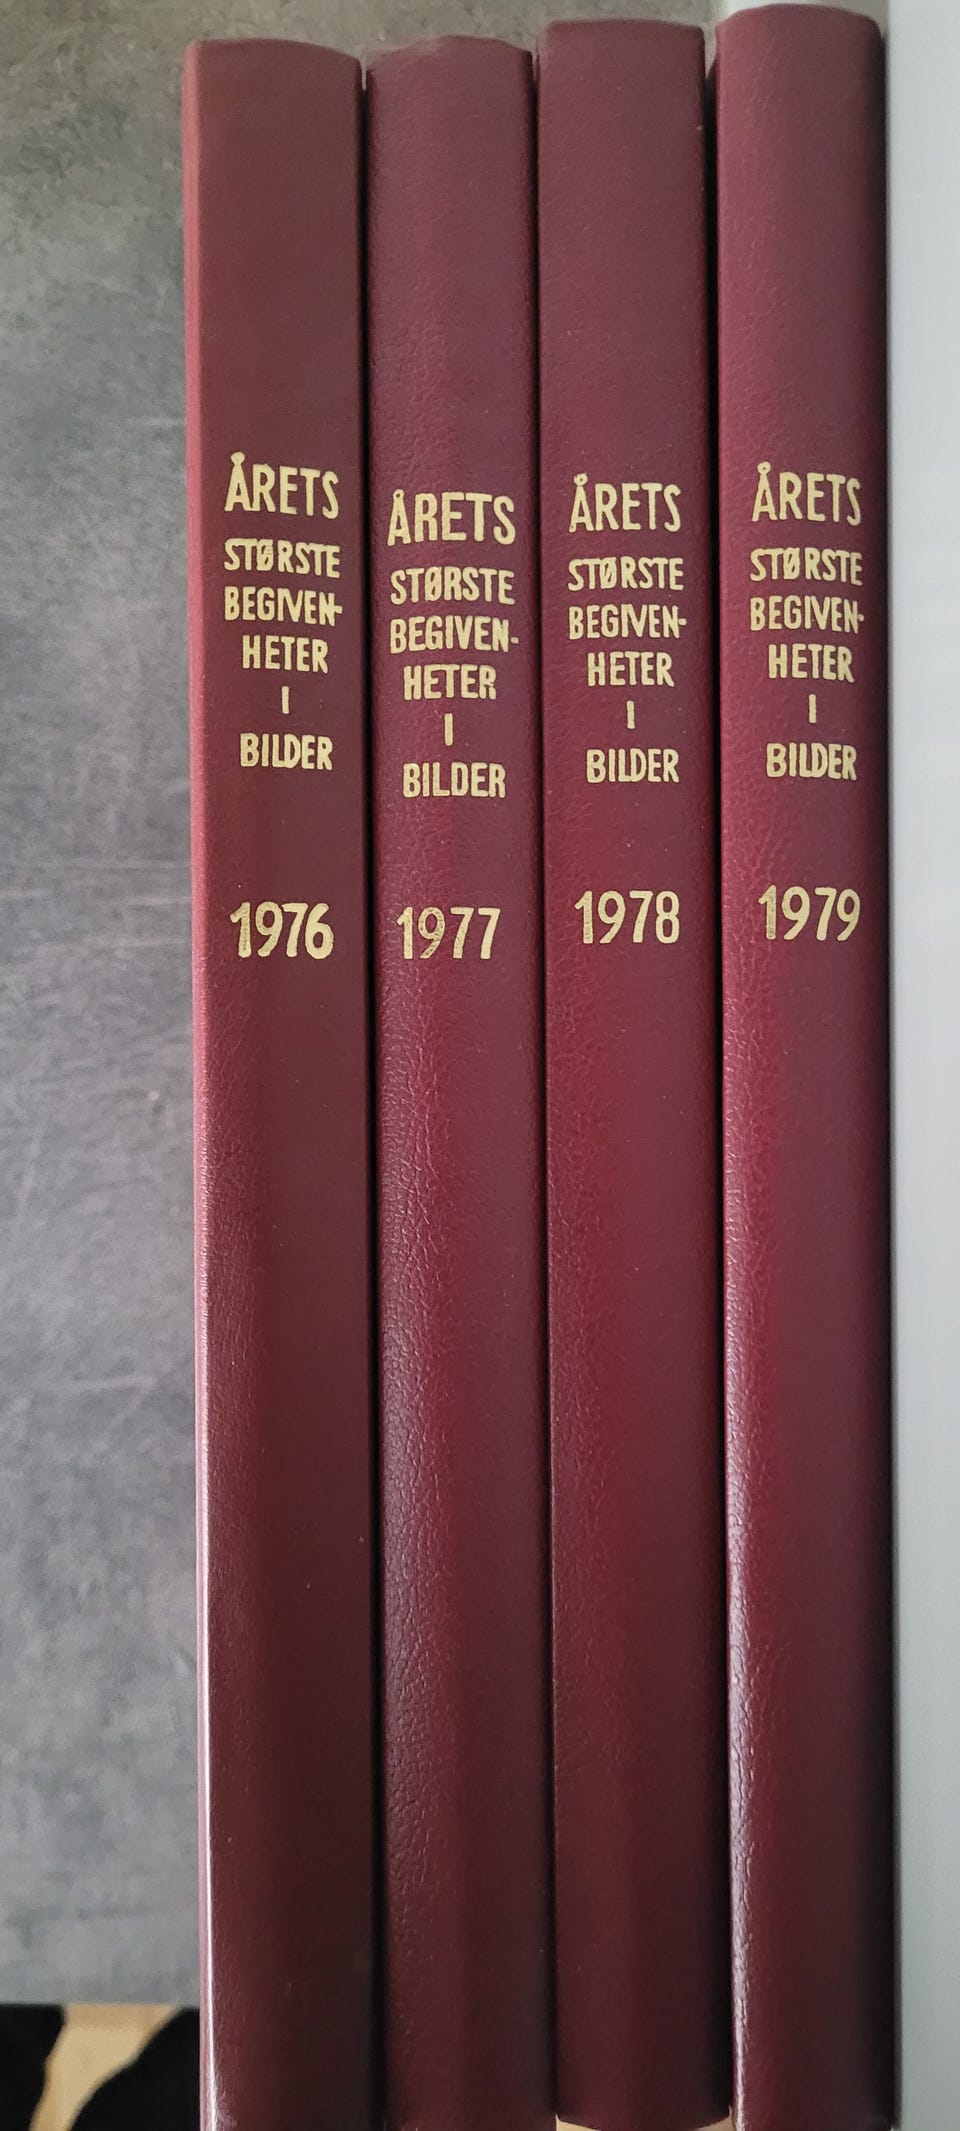 ÅRETS
STØRSTE
BEGIVEN-
HETER
I
BILDER
1976
ÅRETS
STØRSTE
BEGIVEN-
HETER
I
BILDER
1977
ÅRETS
STØRSTE
BEGIVEN-
HETER
I
BILDER
1978
ÅRETS
STØRSTE
BEGIVEN-
HETER
I
BILDER
1979